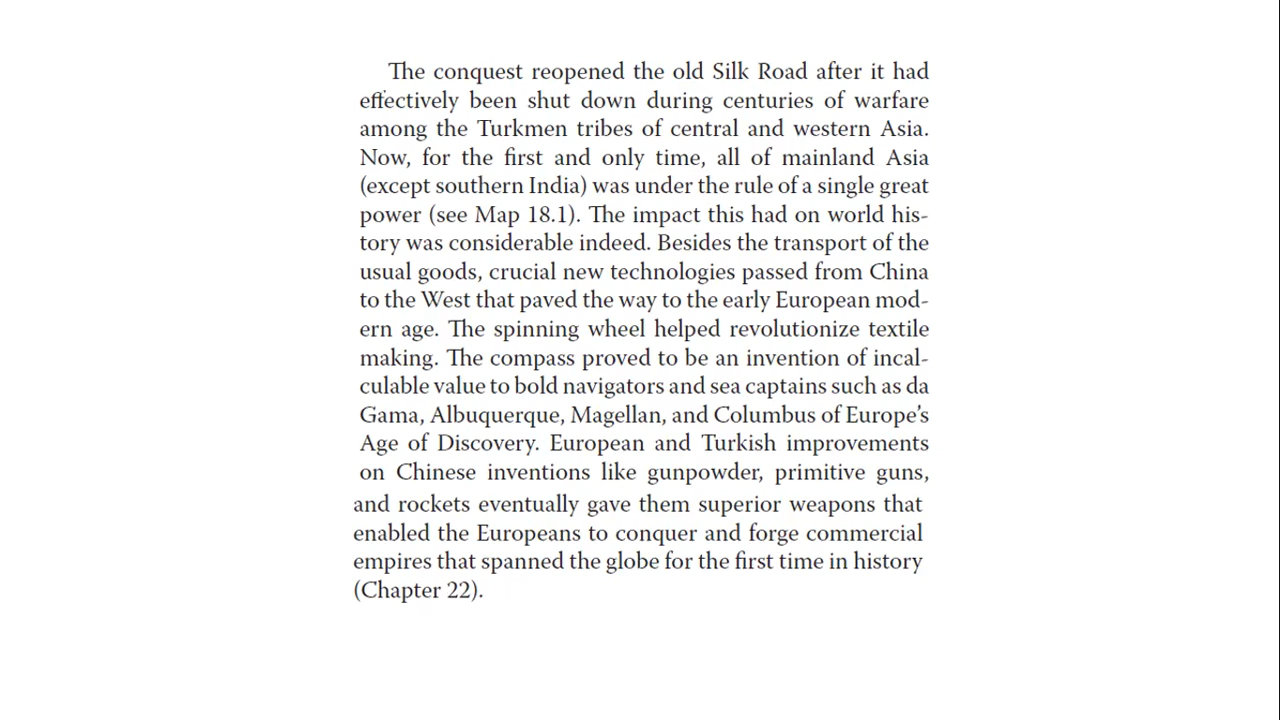 The conquest reopened the old Silk Road after it had
effectively been shut down during centuries of warfare
among the Turkmen tribes of central and western Asia.
Now, for the first and only time, all of mainland Asia
(except southern India) was under the rule of a single great
power (see Map 18.1). The impact this had on world his-
tory was considerable indeed. Besides the transport of the
usual goods, crucial new technologies passed from China
to the West that paved the way to the early European mod-
ern age. The spinning wheel helped revolutionize textile
making. The compass proved to be an invention of incal-
culable value to bold navigators and sea captains such as da
Gama, Albuquerque, Magellan, and Columbus of Europe's
Age of Discovery. European and Turkish improvements
on Chinese inventions like gunpowder, primitive guns,
and rockets eventually gave them superior weapons that
enabled the Europeans to conquer and forge commercial
empires that spanned the globe for the first time in history
(Chapter 22).